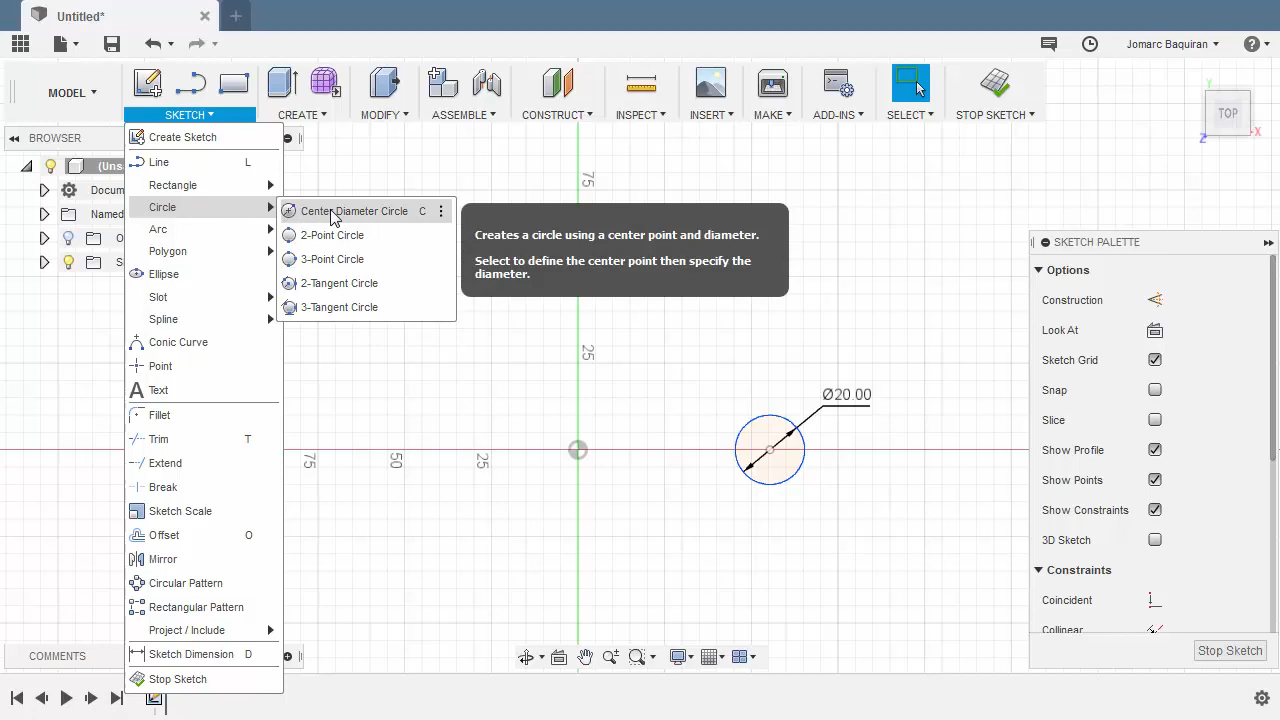 Untitled*
Jomarc Baquiran
MODEL
SKETCH
CREATE
MODIFY
ASSEMBLE
CONSTRUCT
INSPECT
INSERT
MAKE
ADD-INS
SELECT
STOP SKETCH
BROWSER
(Uns
Docum
Named
O
S
Create Sketch
Line L
Rectangle
Circle
Arc
Polygon
Ellipse
Slot
Spline
Conic Curve
Point
A Text
Fillet
Trim T
Extend
Break
Sketch Scale
Offset O
Mirror
Circular Pattern
Rectangular Pattern
Project / Include
Sketch Dimension D
Stop Sketch
Center Diameter Circle C
2-Point Circle
3-Point Circle
2-Tangent Circle
3-Tangent Circle
Creates a circle using a center point and diameter.
Select to define the center point then specify the
diameter.
75
25
75
50
25
Ø20.00
TOP
Y
X
Z
SKETCH PALETTE
Options
Construction
Look At
Sketch Grid
Snap
Slice
Show Profile
Show Points
Show Constraints
3D Sketch
Constraints
Coincident
Collinear
Stop Sketch
COMMENTS